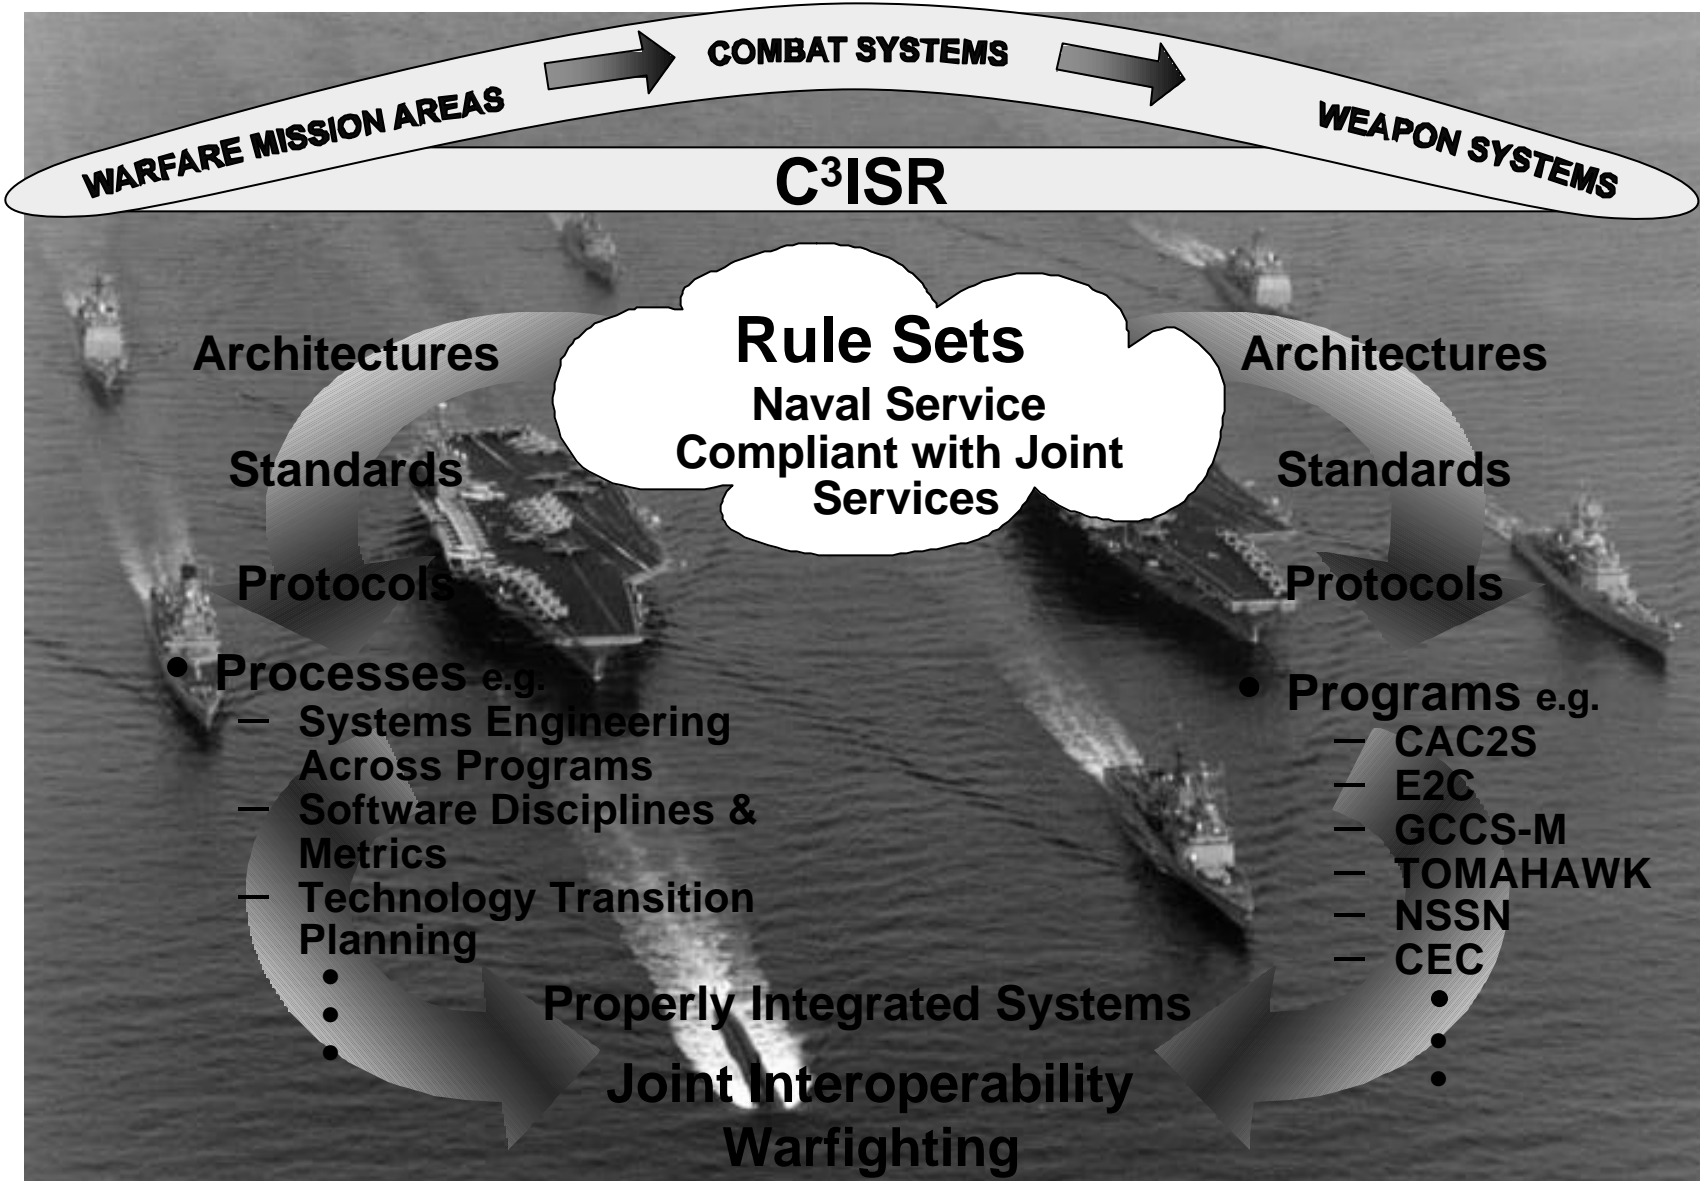 WARFARE MISSION AREAS
COMBAT SYSTEMS
WEAPON SYSTEMS
C³ISR
Rule Sets
Naval Service
Compliant with Joint
Services
Architectures
Standards
Protocols
Architectures
Standards
Protocols
• Processes e.g.
– Systems Engineering
Across Programs
– Software Disciplines &
Metrics
– Technology Transition
Planning
•
•
•
• Programs e.g.
– CAC2S
– E2C
– GCCS-M
– TOMAHAWK
– NSSN
– CEC
•
•
•
Properly Integrated Systems
Joint Interoperability
Warfighting